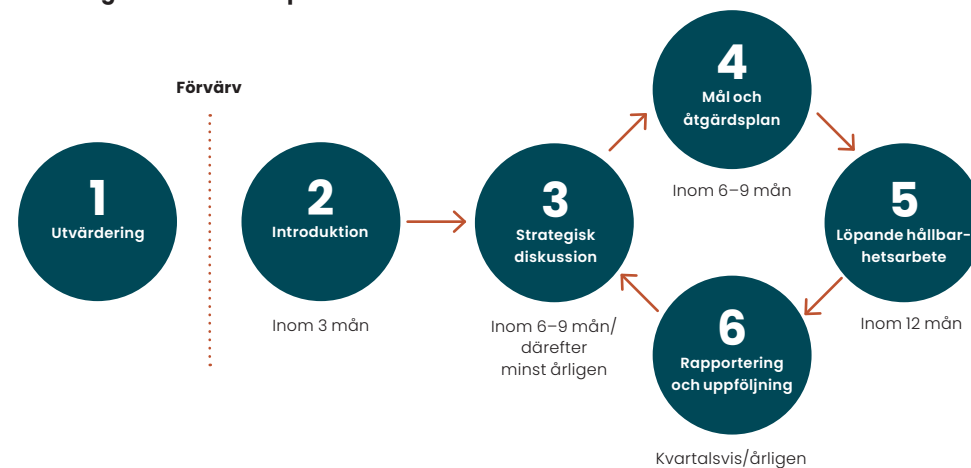 Förvärv
1
Utvärdering
2
Introduktion
Inom 3 mån
3
Strategisk
diskussion
Inom 6–9 mån/
därefter
minst årligen
4
Mål och
åtgärdsplan
Inom 6–9 mån
5
Löpande hållbar-
hetsarbete
Inom 12 mån
6
Rapportering
och uppföljning
Kvartalsvis/årligen